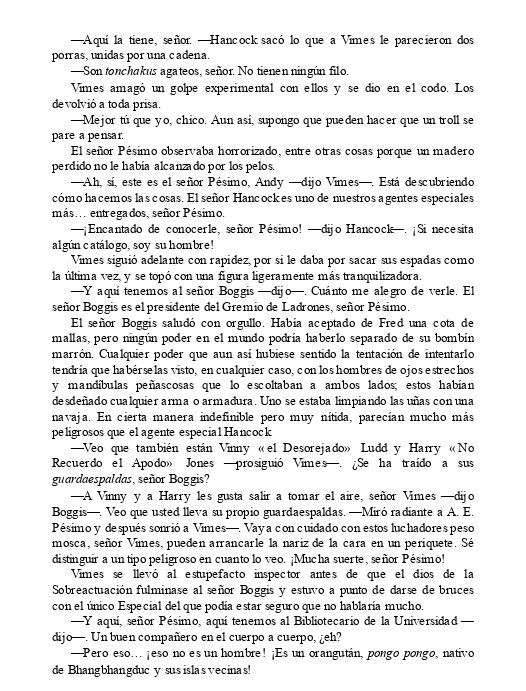 —Aquí la tiene, señor. —Hancock sacó lo que a Vimes le parecieron dos
porras, unidas por una cadena.
—Son tonchakus agateos, señor. No tienen ningún filo.
Vimes amagó un golpe experimental con ellos y se dio en el codo. Los
devolvió a toda prisa.
—Mejor tú que yo, chico. Aun así, supongo que pueden hacer que un troll se
pare a pensar.
El señor Pésimo observaba horrorizado, entre otras cosas porque un madero
perdido no le había alcanzado por los pelos.
—Ah, sí, este es el señor Pésimo, Andy —dijo Vimes—. Está descubriendo
cómo hacemos las cosas. El señor Hancock es uno de nuestros agentes especiales
más… entregados, señor Pésimo.
—¡Encantado de conocerle, señor Pésimo! —dijo Hancock—. ¡Si necesita
algún catálogo, soy su hombre!
Vimes siguió adelante con rapidez, por si le daba por sacar sus espadas como
la última vez, y se topó con una figura ligeramente más tranquilizadora.
—Y aquí tenemos al señor Boggis —dijo—. Cuánto me alegro de verle. El
señor Boggis es el presidente del Gremio de Ladrones, señor Pésimo.
El señor Boggis saludó con orgullo. Había aceptado de Fred una cota de
mallas, pero ningún poder en el mundo podría haberlo separado de su bombín
marrón. Cualquier poder que aun así hubiese sentido la tentación de intentarlo
tendría que habérselas visto, en cualquier caso, con los hombres de ojos estrechos
y mandíbulas peñascosas que lo escoltaban a ambos lados; estos habían
desdeñado cualquier arma o armadura. Uno se estaba limpiando las uñas con una
navaja. En cierta manera indefinible pero muy nítida, parecían mucho más
peligrosos que el agente especial Hancock
—Veo que también están Vinny «el Desorejado» Ludd y Harry «No
Recuerdo el Apodo» Jones —prosiguió Vimes—. ¿Se ha traído a sus
guardaespaldas, señor Boggis?
—A Vinny y a Harry les gusta salir a tomar el aire, señor Vimes —dijo
Boggis—. Veo que usted lleva su propio guardaespaldas. —Miró radiante a A. E.
Pésimo y después sonrió a Vimes—. Vaya con cuidado con estos luchadores peso
mosca, señor Vimes, pueden arrancarle la nariz de la cara en un periquete. Sé
distinguir a un tipo peligroso en cuanto lo veo. ¡Mucha suerte, señor Pésimo!
Vimes se llevó al estupefacto inspector antes de que el dios de la
Sobreactuación fulminase al señor Boggis y estuvo a punto de darse de bruces
con el único Especial del que podía estar seguro que no hablaría mucho.
—Y aquí, señor Pésimo, aquí tenemos al Bibliotecario de la Universidad —
dijo—. Un buen compañero en el cuerpo a cuerpo, ¿eh?
—Pero eso… ¡eso no es un hombre! ¡Es un orangután, pongo pongo, nativo
de Bhangbhangduc y sus islas vecinas!